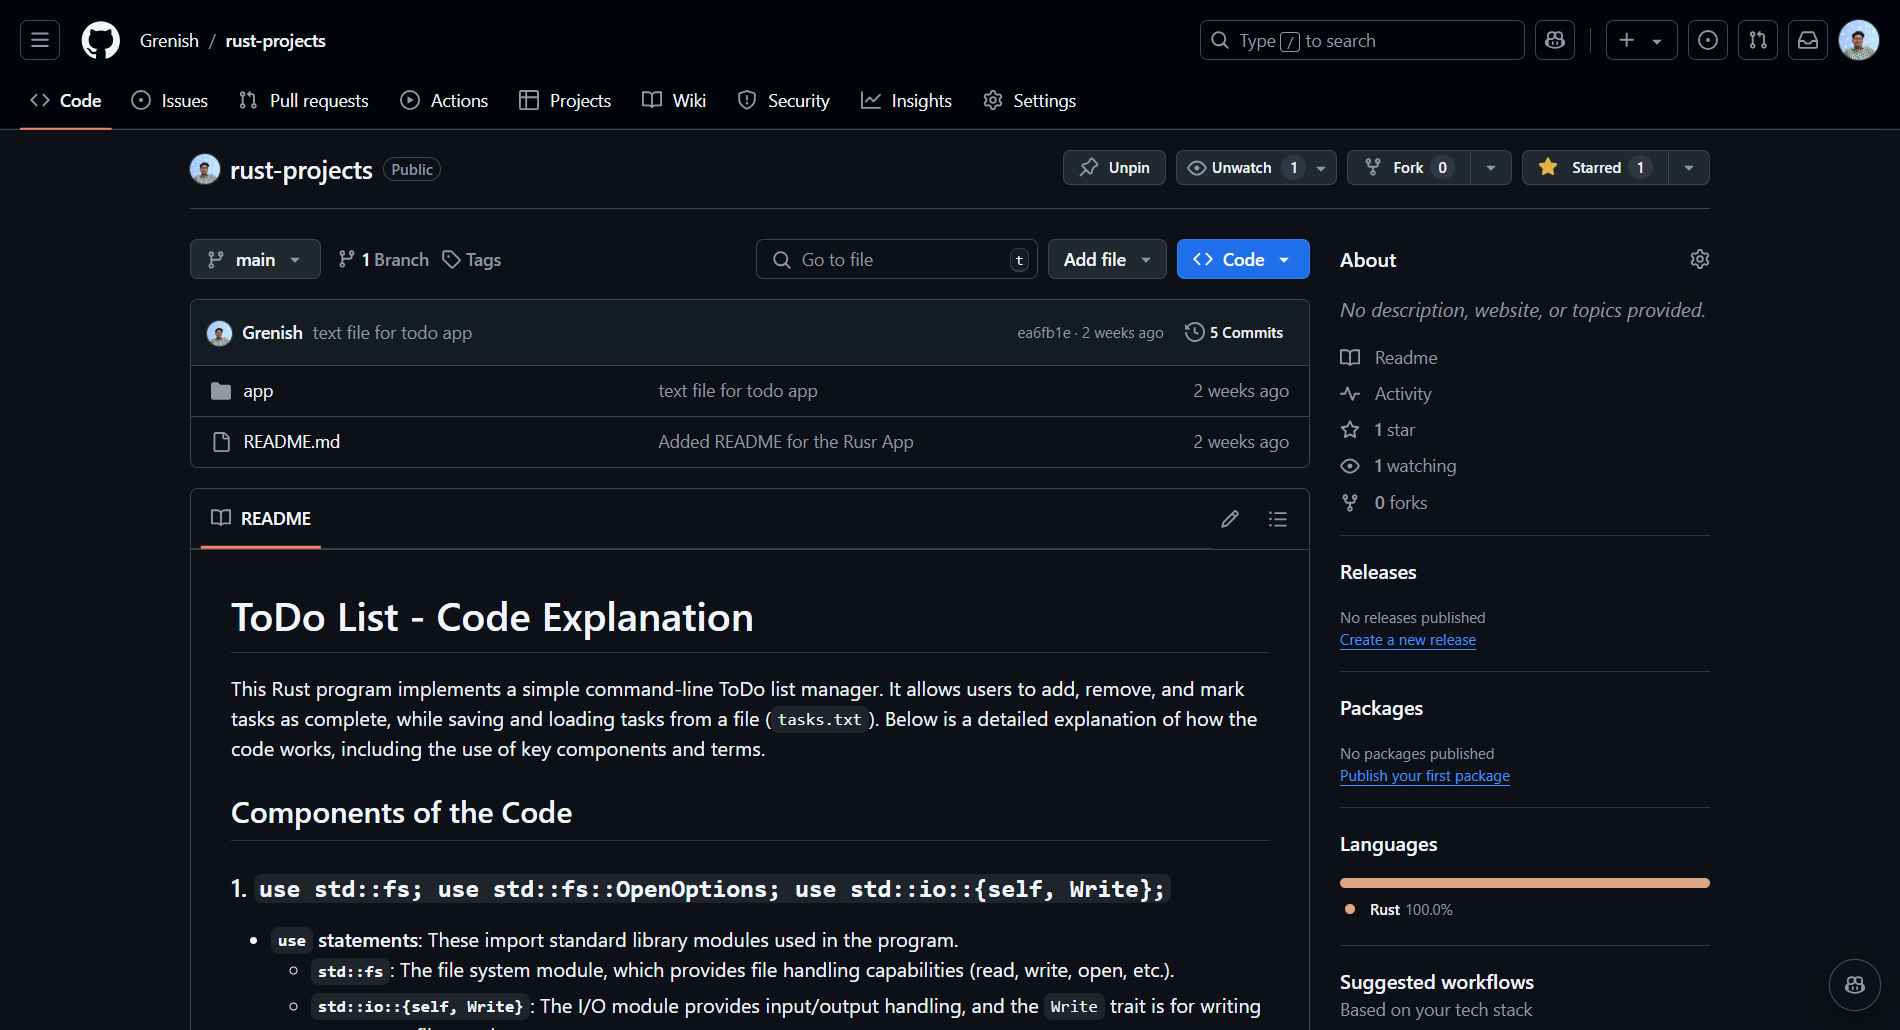 Grenish / rust-projects
Type / to search
Code Issues Pull requests Actions Projects Wiki Security Insights Settings
rust-projects Public
Unpin Unwatch 1 Fork 0 Starred 1
main 1 Branch Tags
Go to file t Add file Code
Grenish text file for todo app ea6fb1e · 2 weeks ago 5 Commits
app text file for todo app 2 weeks ago
README.md Added README for the Rusr App 2 weeks ago
README
ToDo List - Code Explanation
This Rust program implements a simple command-line ToDo list manager. It allows users to add, remove, and mark
tasks as complete, while saving and loading tasks from a file (tasks.txt). Below is a detailed explanation of how the
code works, including the use of key components and terms.
Components of the Code
1. use std::fs; use std::fs::OpenOptions; use std::io::{self, Write};
• use statements: These import standard library modules used in the program.
◦ std::fs: The file system module, which provides file handling capabilities (read, write, open, etc.).
◦ std::io::{self, Write}: The I/O module provides input/output handling, and the Write trait is for writing
About
No description, website, or topics provided.
Readme
Activity
1 star
1 watching
0 forks
Releases
No releases published
Create a new release
Packages
No packages published
Publish your first package
Languages
Rust 100.0%
Suggested workflows
Based on your tech stack